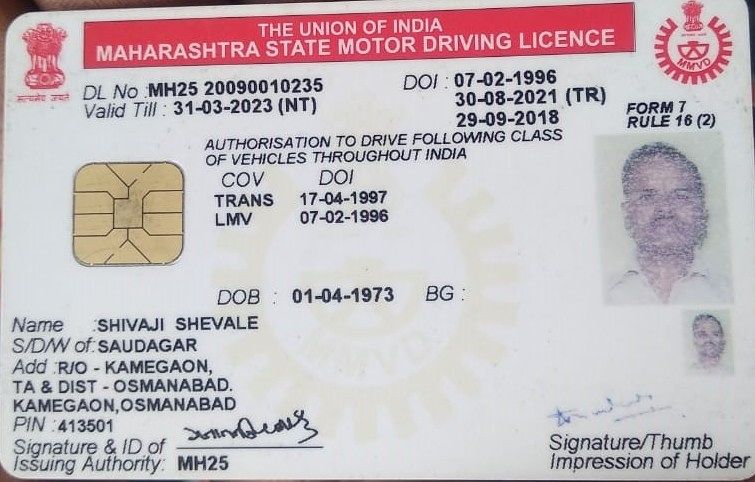 THE UNION OF INDIA
MAHARASHTRA STATE MOTOR DRIVING LICENCE
सत्यमेव जयते
MMVD
DL No : MH25 20090010235 DOI : 07-02-1996
Valid Till : 31-03-2023 (NT) 30-08-2021 (TR)
29-09-2018
FORM 7
RULE 16 (2)
AUTHORISATION TO DRIVE FOLLOWING CLASS
OF VEHICLES THROUGHOUT INDIA
COV DOI
TRANS 17-04-1997
LMV 07-02-1996
DOB : 01-04-1973 BG :
MMVD
Name : SHIVAJI SHEVALE
S/D/W of : SAUDAGAR
Add : R/O - KAMEGAON,
TA & DIST - OSMANABAD.
KAMEGAON,OSMANABAD
PIN : 413501
Signature & ID of
Issuing Authority: MH25
Signature/Thumb
Impression of Holder